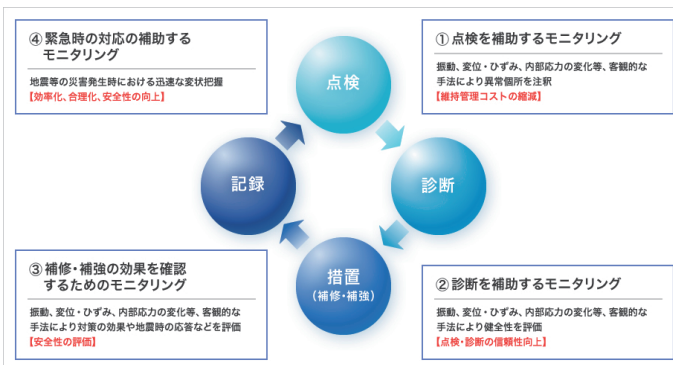 ④緊急時の対応の補助する
モニタリング
地震等の災害発生時における迅速な変状把握
【効率化、合理化、安全性の向上】
①点検を補助するモニタリング
振動、変位・ひずみ、内部応力の変化等、客観的な
手法により異常個所を注釈
【維持管理コストの縮減】
点検
記録
診断
措置
(補修・補強)
③補修・補強の効果を確認
するためのモニタリング
振動、変位・ひずみ、内部応力の変化等、客観的な
手法により対策の効果や地震時の応答などを評価
【安全性の評価】
②診断を補助するモニタリング
振動、変位・ひずみ、内部応力の変化等、客観的な
手法により健全性を評価
【点検・診断の信頼性向上】